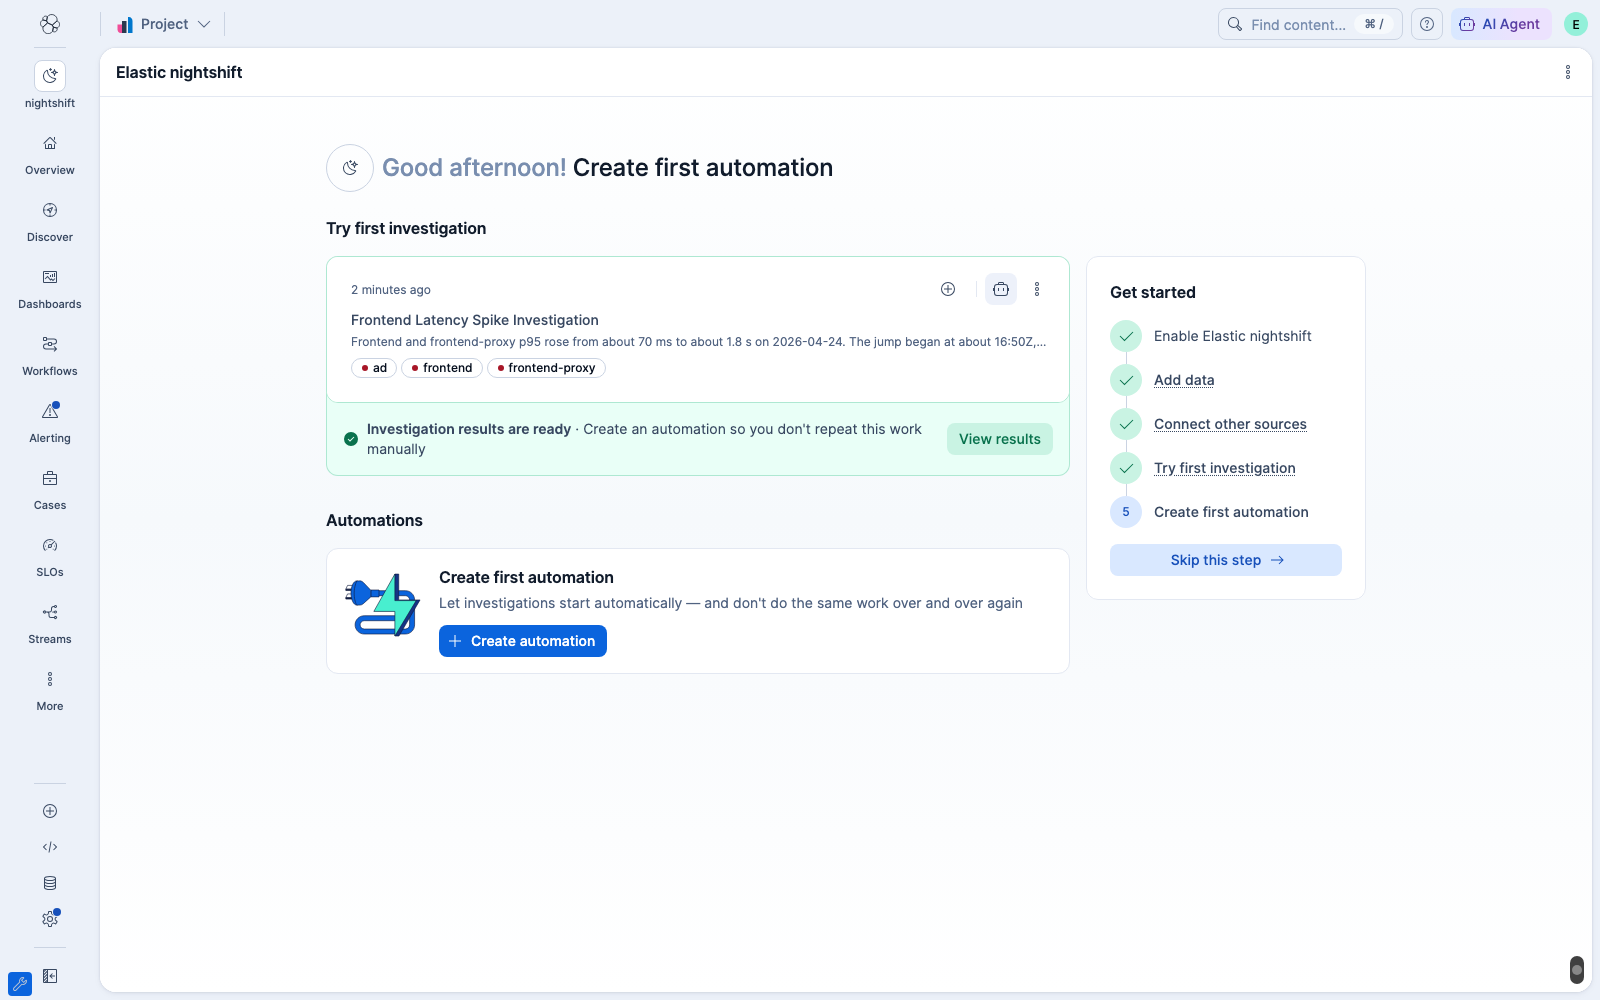 Project
Find content...
⌘ /
AI Agent
E
nightshift
Overview
Discover
Dashboards
Workflows
Alerting
Cases
SLOs
Streams
More
Elastic nightshift
Good afternoon! Create first automation
Try first investigation
2 minutes ago
Frontend Latency Spike Investigation
Frontend and frontend-proxy p95 rose from about 70 ms to about 1.8 s on 2026-04-24. The jump began at about 16:50Z,...
ad
frontend
frontend-proxy
Investigation results are ready · Create an automation so you don't repeat this work
manually
View results
Automations
Create first automation
Let investigations start automatically — and don't do the same work over and over again
Create automation
Get started
Enable Elastic nightshift
Add data
Connect other sources
Try first investigation
5
Create first automation
Skip this step